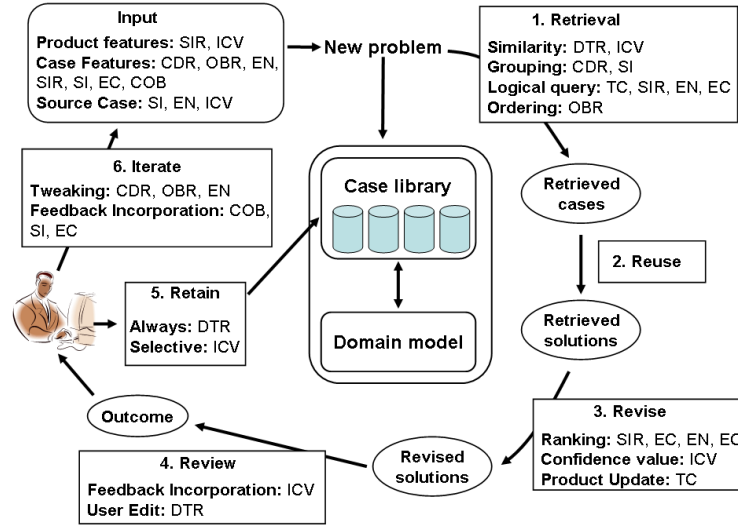 Input
Product features: SIR, ICV
Case Features: CDR, OBR, EN,
SIR, SI, EC, COB
Source Case: SI, EN, ICV
New problem
1. Retrieval
Similarity: DTR, ICV
Grouping: CDR, SI
Logical query: TC, SIR, EN, EC
Ordering: OBR
6. Iterate
Tweaking: CDR, OBR, EN
Feedback Incorporation: COB,
SI, EC
Case library
Retrieved
cases
2. Reuse
5. Retain
Always: DTR
Selective: ICV
Domain model
Retrieved
solutions
Outcome
3. Revise
Ranking: SIR, EC, EN, EC
Confidence value: ICV
Product Update: TC
4. Review
Feedback Incorporation: ICV
User Edit: DTR
Revised
solutions